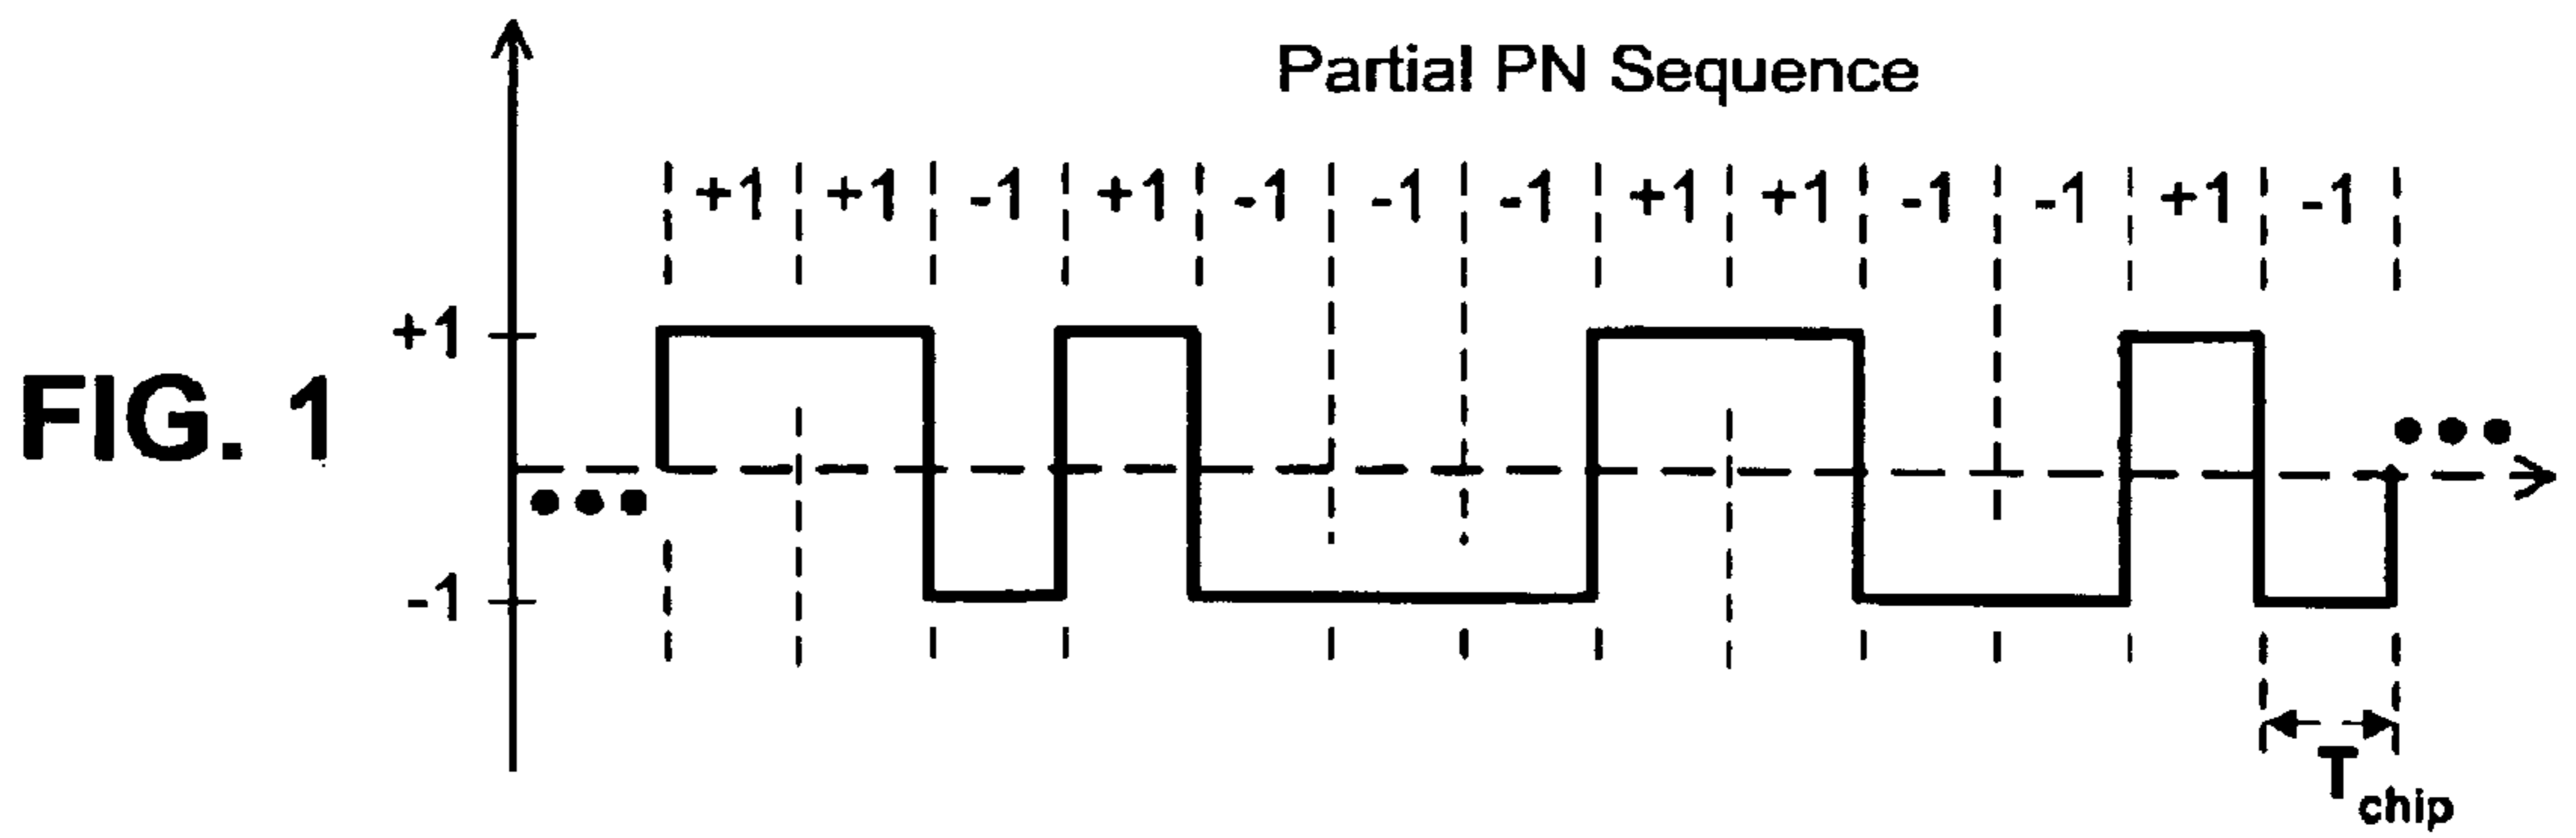 Partial PN Sequence
+1 +1 -1 +1 -1 -1 -1 +1 +1 -1 -1 +1 -1
+1
FIG. 1
-1
Tchip